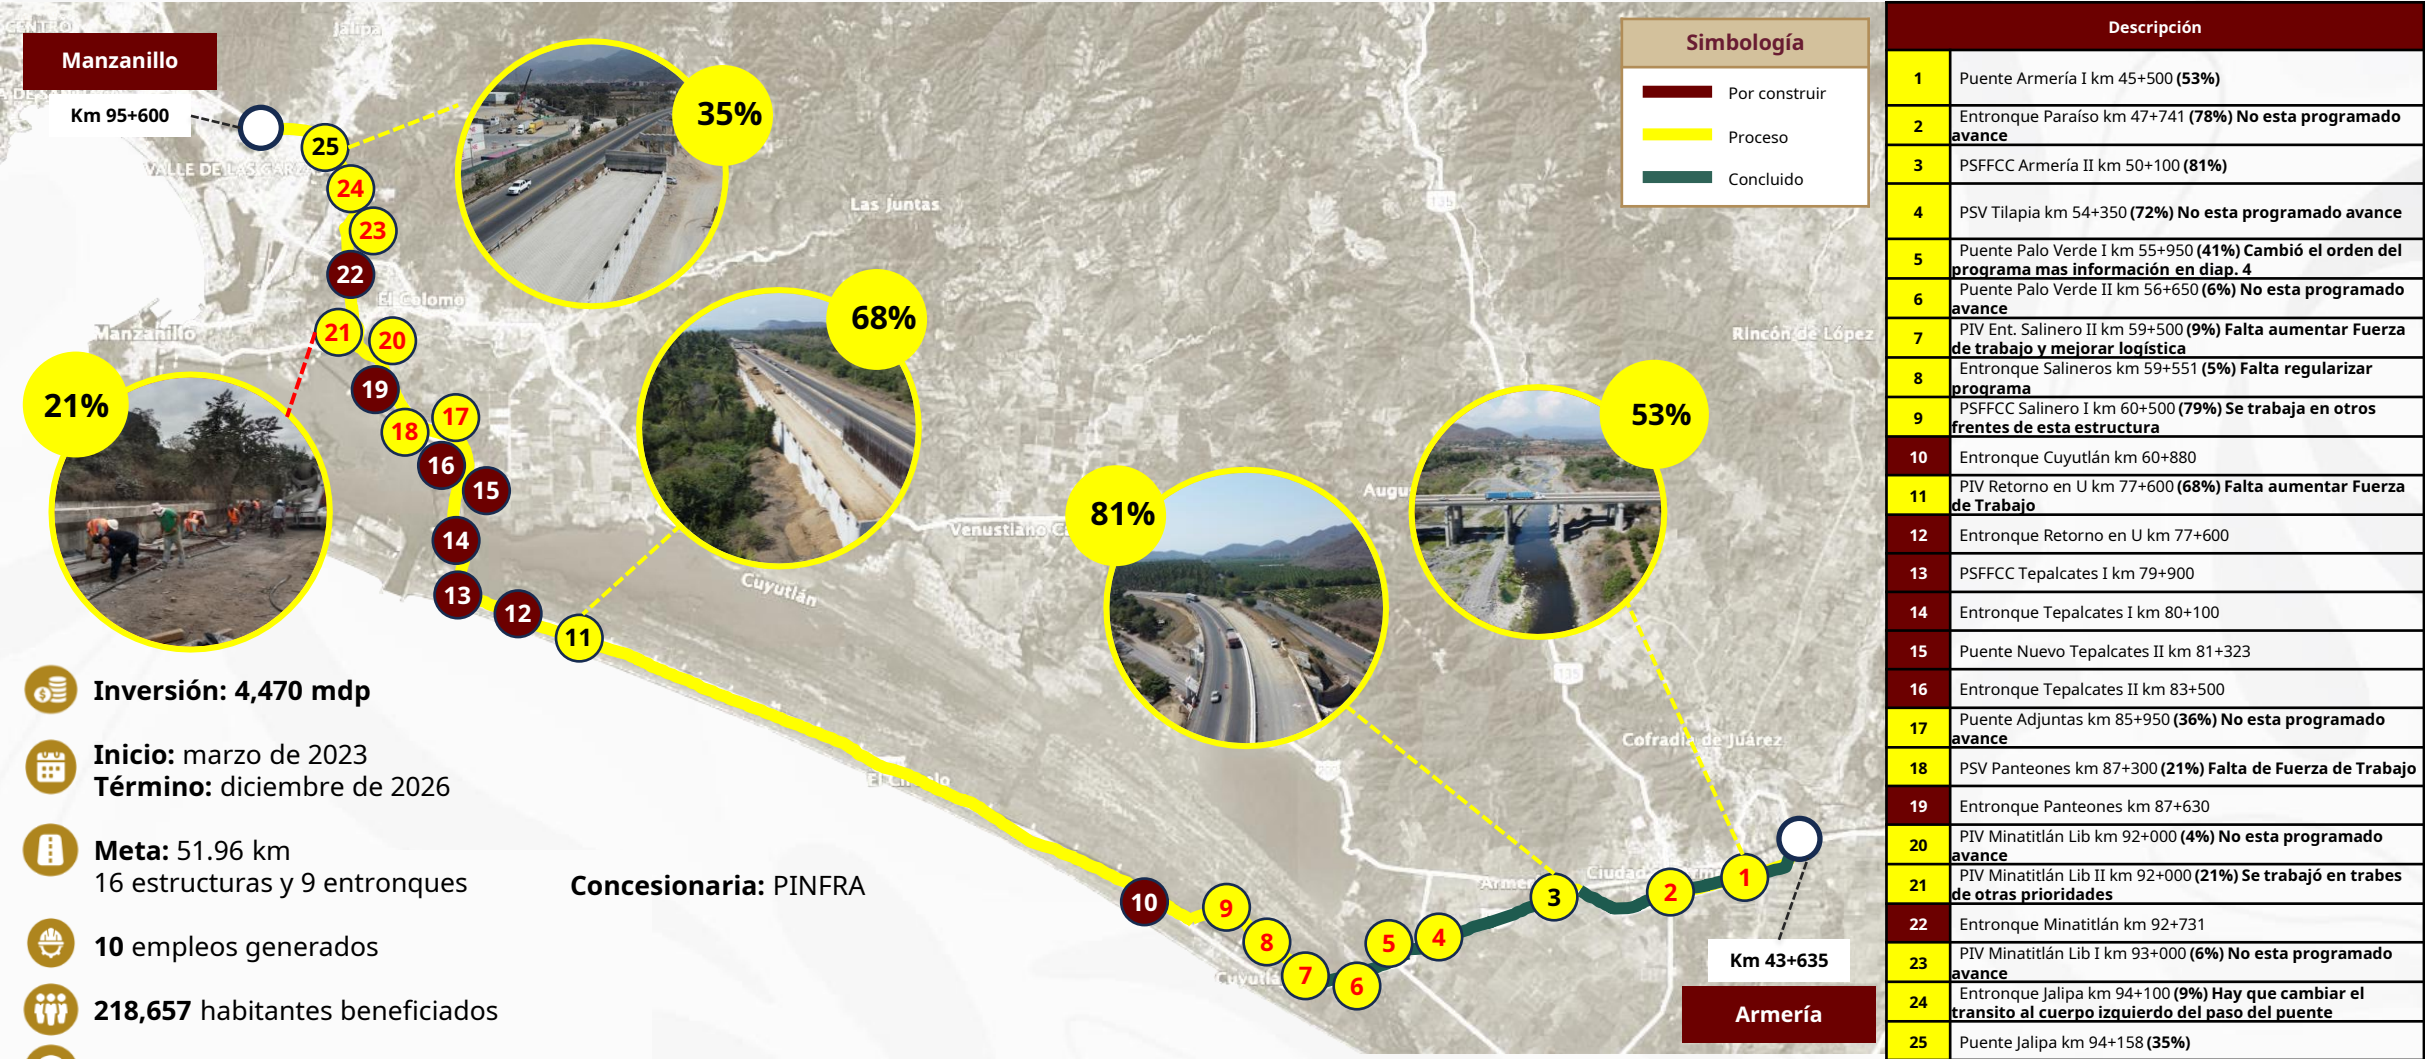 CENTRO
Jalipa
Manzanillo
Km 95+600
VALLE DE LAS GARZ
25
24
23
22
21
20
19
18
17
16
15
14
13
12
11
10
9
8
7
6
5
4
3
2
1
35%
68%
21%
81%
53%
Las Juntas
El Colomo
Manzanillo
Rincón de López
Augu
Venustiano Ca
Cuyutlán
Cofradía de Juárez
135
135
Ciudad
Arme
Cuyutlá
Simbología
Por construir
Proceso
Concluido
Inversión: 4,470 mdp
Inicio: marzo de 2023
Término: diciembre de 2026
Meta: 51.96 km
16 estructuras y 9 entronques
Concesionaria: PINFRA
10 empleos generados
218,657 habitantes beneficiados
Km 43+635
Armería
Descripción
1 Puente Armería I km 45+500 (53%)
2 Entronque Paraíso km 47+741 (78%) No esta programado
avance
3 PSFFCC Armería II km 50+100 (81%)
4 PSV Tilapia km 54+350 (72%) No esta programado avance
5 Puente Palo Verde I km 55+950 (41%) Cambió el orden del
programa mas información en diap. 4
6 Puente Palo Verde II km 56+650 (6%) No esta programado
avance
7 PIV Ent. Salinero II km 59+500 (9%) Falta aumentar Fuerza
de trabajo y mejorar logística
8 Entronque Salineros km 59+551 (5%) Falta regularizar
programa
9 PSFFCC Salinero I km 60+500 (79%) Se trabaja en otros
frentes de esta estructura
10 Entronque Cuyutlán km 60+880
11 PIV Retorno en U km 77+600 (68%) Falta aumentar Fuerza
de Trabajo
12 Entronque Retorno en U km 77+600
13 PSFFCC Tepalcates I km 79+900
14 Entronque Tepalcates I km 80+100
15 Puente Nuevo Tepalcates II km 81+323
16 Entronque Tepalcates II km 83+500
17 Puente Adjuntas km 85+950 (36%) No esta programado
avance
18 PSV Panteones km 87+300 (21%) Falta de Fuerza de Trabajo
19 Entronque Panteones km 87+630
20 PIV Minatitlán Lib km 92+000 (4%) No esta programado
avance
21 PIV Minatitlán Lib II km 92+000 (21%) Se trabajó en trabes
de otras prioridades
22 Entronque Minatitlán km 92+731
23 PIV Minatitlán Lib I km 93+000 (6%) No esta programado
avance
24 Entronque Jalipa km 94+100 (9%) Hay que cambiar el
transito al cuerpo izquierdo del paso del puente
25 Puente Jalipa km 94+158 (35%)